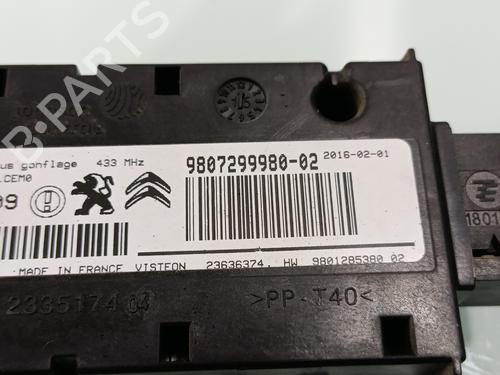 B-PARTS
15
us gonflage 433 MHz
.CEM0
9807299980-02 2016-02-01
09
MADE IN FRANCE VISTEON 23636374. HW 9801285380 02
2335174 04
>PP-T40<
1801